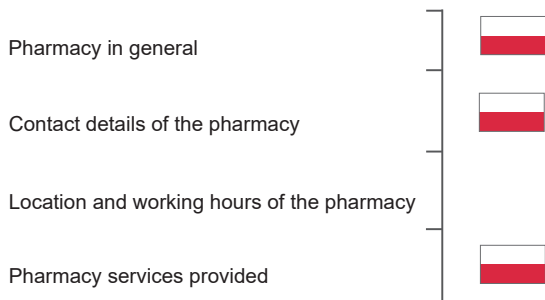 Pharmacy in general
Contact details of the pharmacy
Location and working hours of the pharmacy
Pharmacy services provided